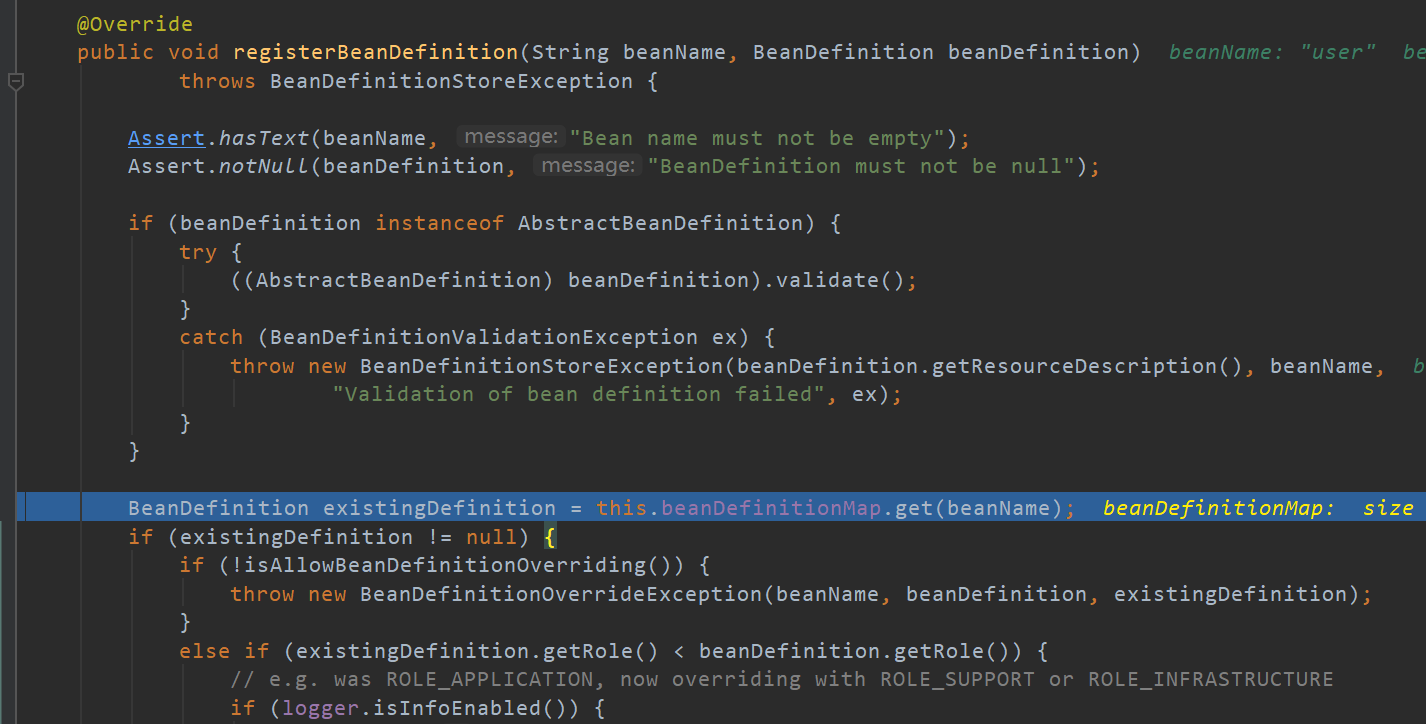 @Override
public void registerBeanDefinition(String beanName, BeanDefinition beanDefinition)  beanName: "user"  be
throws BeanDefinitionStoreException {
Assert.hasText(beanName,  message: "Bean name must not be empty");
Assert.notNull(beanDefinition,  message: "BeanDefinition must not be null");
if (beanDefinition instanceof AbstractBeanDefinition) {
try {
((AbstractBeanDefinition) beanDefinition).validate();
}
catch (BeanDefinitionValidationException ex) {
throw new BeanDefinitionStoreException(beanDefinition.getResourceDescription(), beanName,  b
"Validation of bean definition failed", ex);
}
}
BeanDefinition existingDefinition = this.beanDefinitionMap.get(beanName);  beanDefinitionMap:  size
if (existingDefinition != null) {
if (!isAllowBeanDefinitionOverriding()) {
throw new BeanDefinitionOverrideException(beanName, beanDefinition, existingDefinition);
}
else if (existingDefinition.getRole() < beanDefinition.getRole()) {
// e.g. was ROLE_APPLICATION, now overriding with ROLE_SUPPORT or ROLE_INFRASTRUCTURE
if (logger.isInfoEnabled()) {